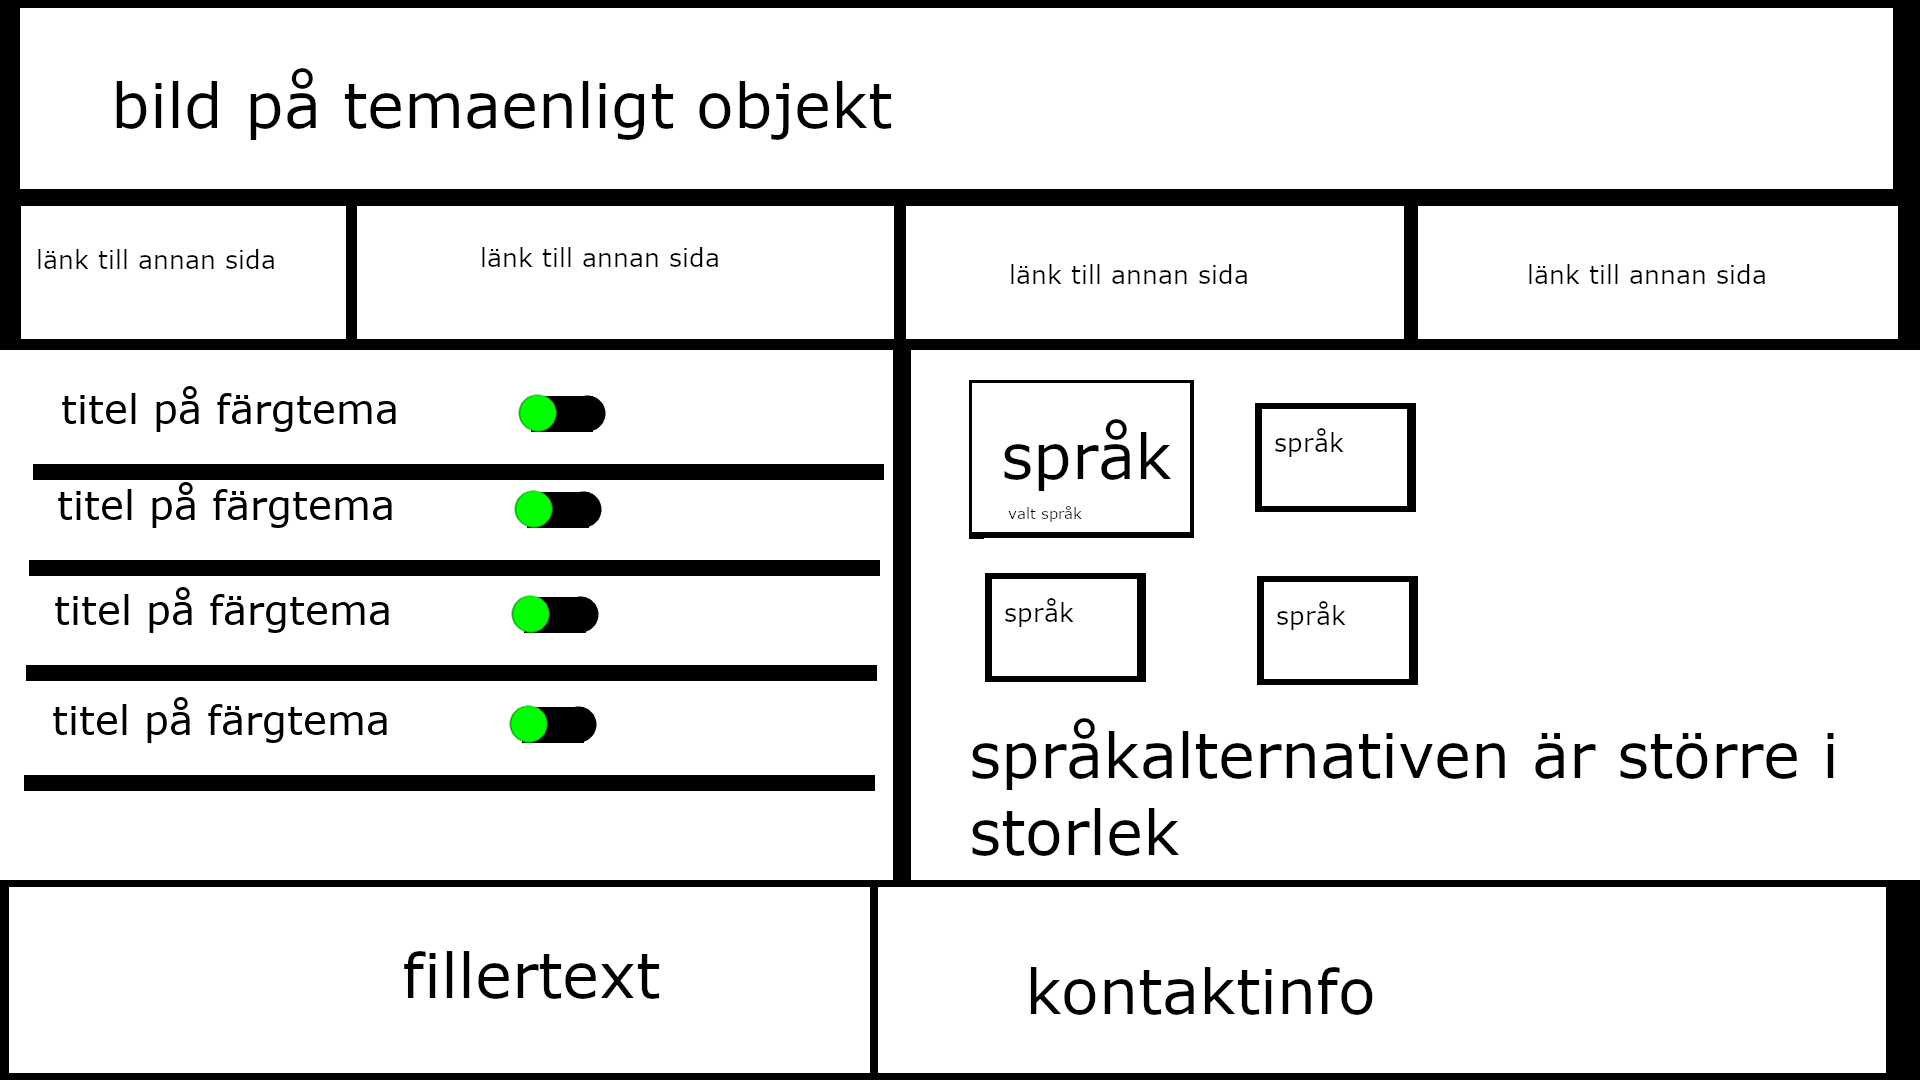 bild på temaenligt objekt
länk till annan sida
länk till annan sida
länk till annan sida
länk till annan sida
titel på färgtema
titel på färgtema
titel på färgtema
titel på färgtema
språk
valt språk
språk
språk
språk
språkalternativen är större i
storlek
fillertext
kontaktinfo